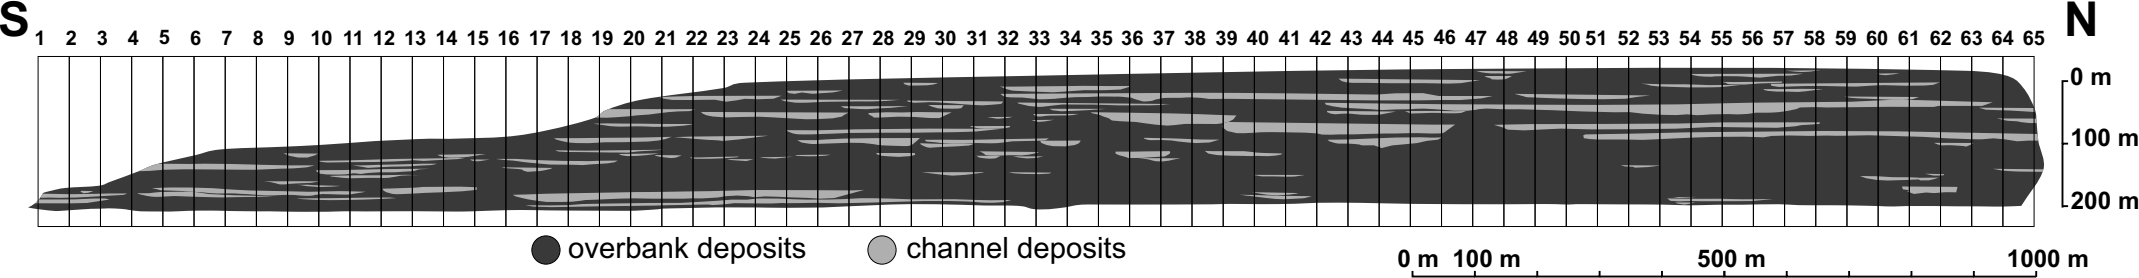 S 1 2 3 4 5 6 7 8 9 10 11 12 13 14 15 16 17 18 19 20 21 22 23 24 25 26 27 28 29 30 31 32 33 34 35 36 37 38 39 40 41 42 43 44 45 46 47 48 49 50 51 52 53 54 55 56 57 58 59 60 61 62 63 64 65 N
0 m
100 m
200 m
overbank deposits channel deposits
0 m 100 m 500 m 1000 m